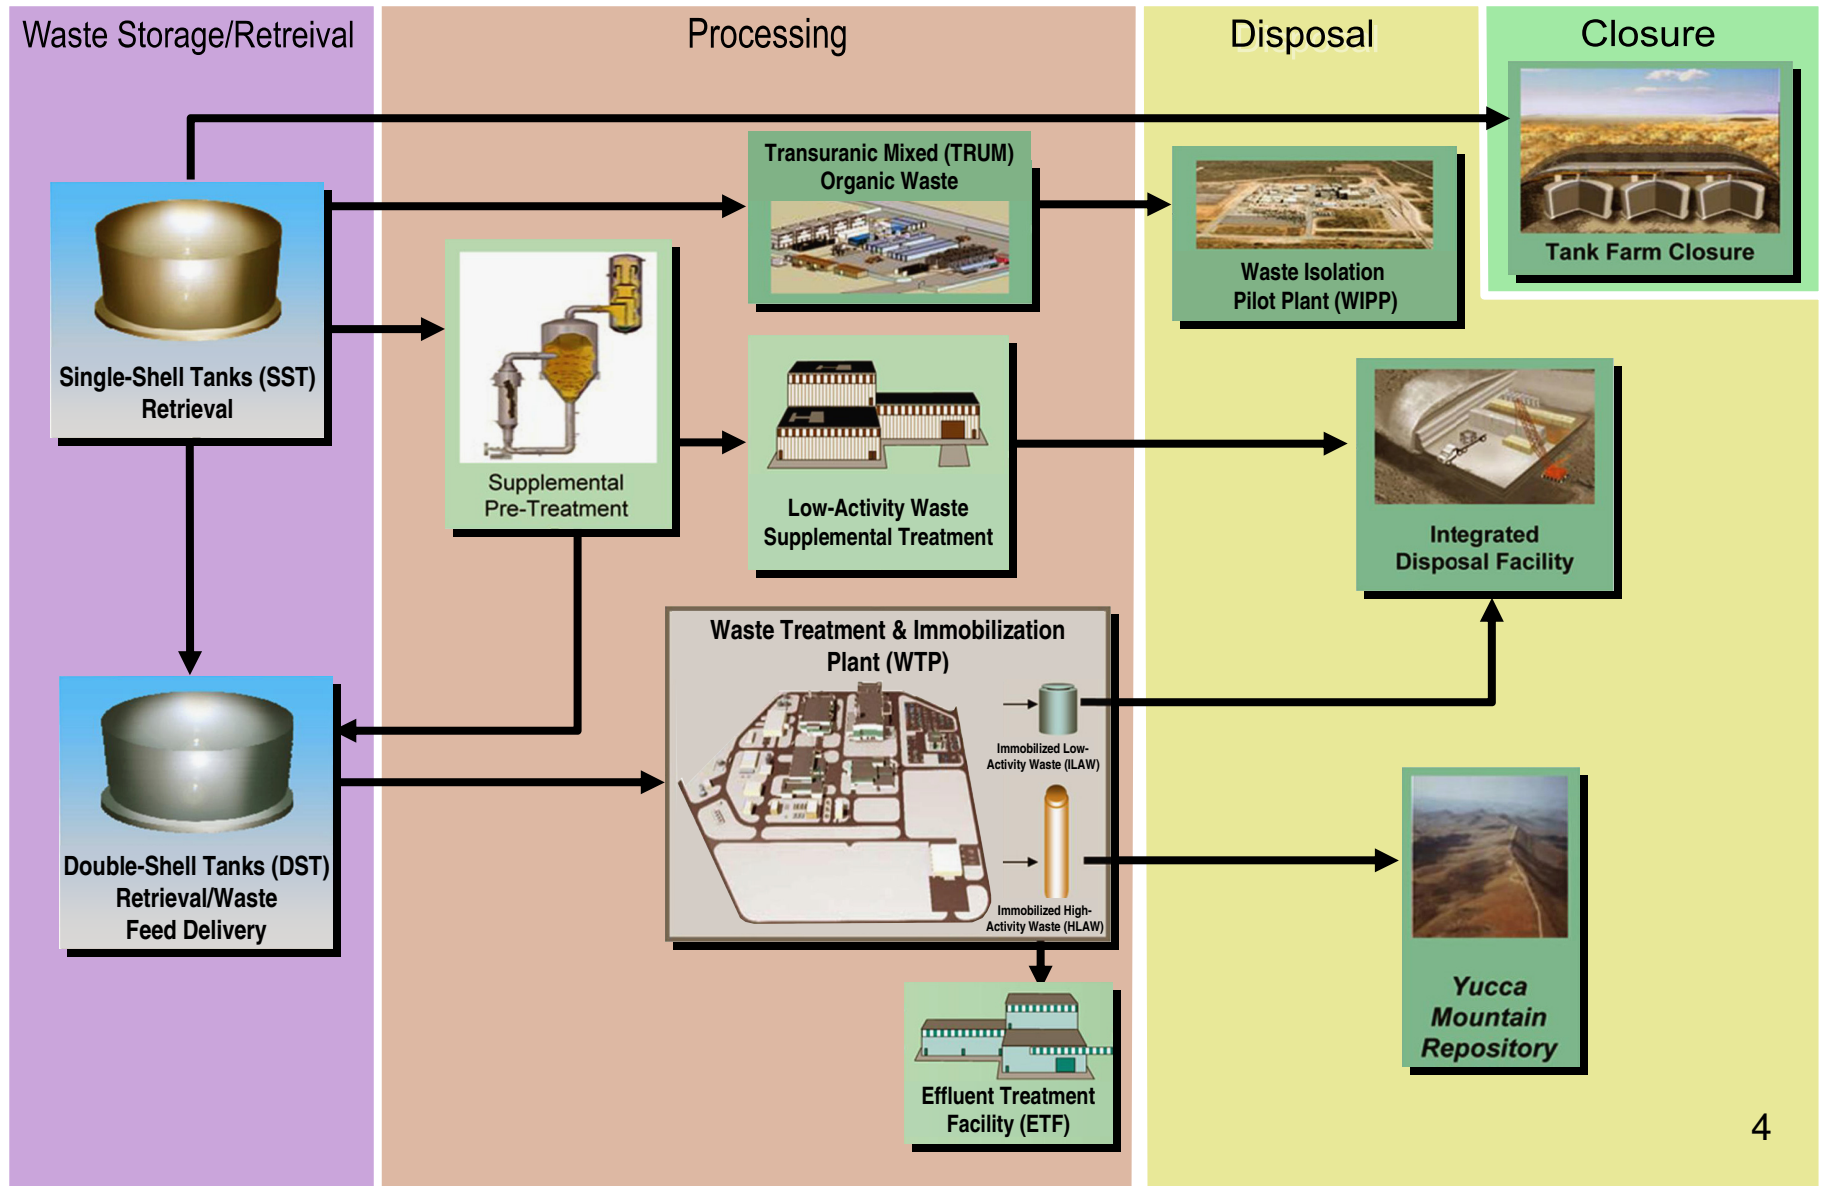 Waste Storage/Retreival
Processing
Disposal
Closure
Transuranic Mixed (TRUM)
Organic Waste
Waste Isolation
Pilot Plant (WIPP)
Tank Farm Closure
Single-Shell Tanks (SST)
Retrieval
Supplemental
Pre-Treatment
Low-Activity Waste
Supplemental Treatment
Integrated
Disposal Facility
Waste Treatment & Immobilization
Plant (WTP)
Immobilized Low-
Activity Waste (ILAW)
Immobilized High-
Activity Waste (HLAW)
Double-Shell Tanks (DST)
Retrieval/Waste
Feed Delivery
Yucca
Mountain
Repository
Effluent Treatment
Facility (ETF)
4